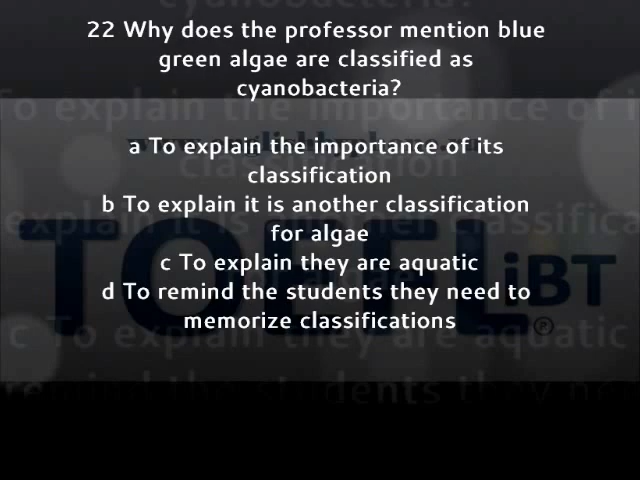 22 Why does the professor mention blue
green algae are classified as
cyanobacteria?
a To explain the importance of its
classification
b To explain it is another classification
for algae
c To explain they are aquatic
d To remind the students they need to
memorize classifications
TOEFL iBT